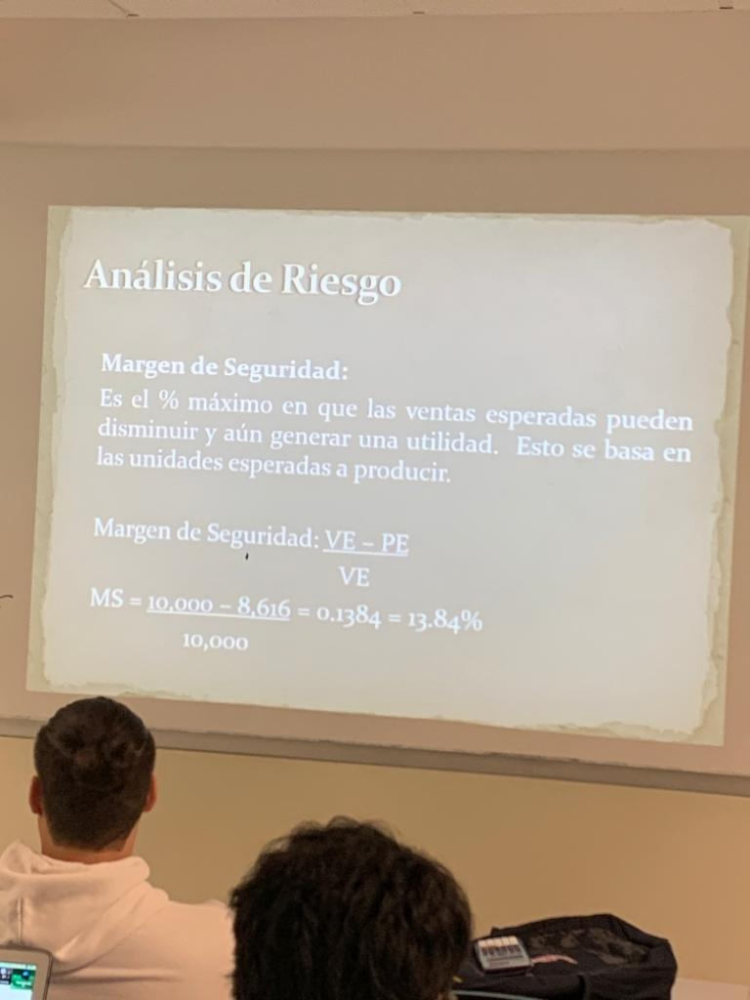 Análisis de Riesgo
Margen de Seguridad:
Es el % máximo en que las ventas esperadas pueden
disminuir y aún generar una utilidad. Esto se basa en
las unidades esperadas a producir.
Margen de Seguridad: VE – PE
VE
MS = 10,000 – 8,616 = 0.1384 = 13.84%
10,000